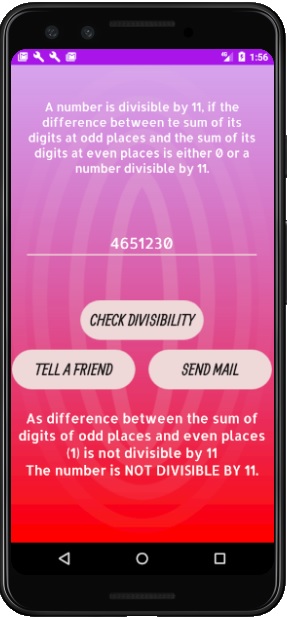 1:56
A number is divisible by 11, if the
difference between te sum of its
digits at odd places and the sum of its
digits at even places is either 0 or a
number divisible by 11.
4651230
CHECK DIVISIBILITY
TELL A FRIEND SEND MAIL
As difference between the sum of
digits of odd places and even places
(1) is not divisible by 11
The number is NOT DIVISIBLE BY 11.